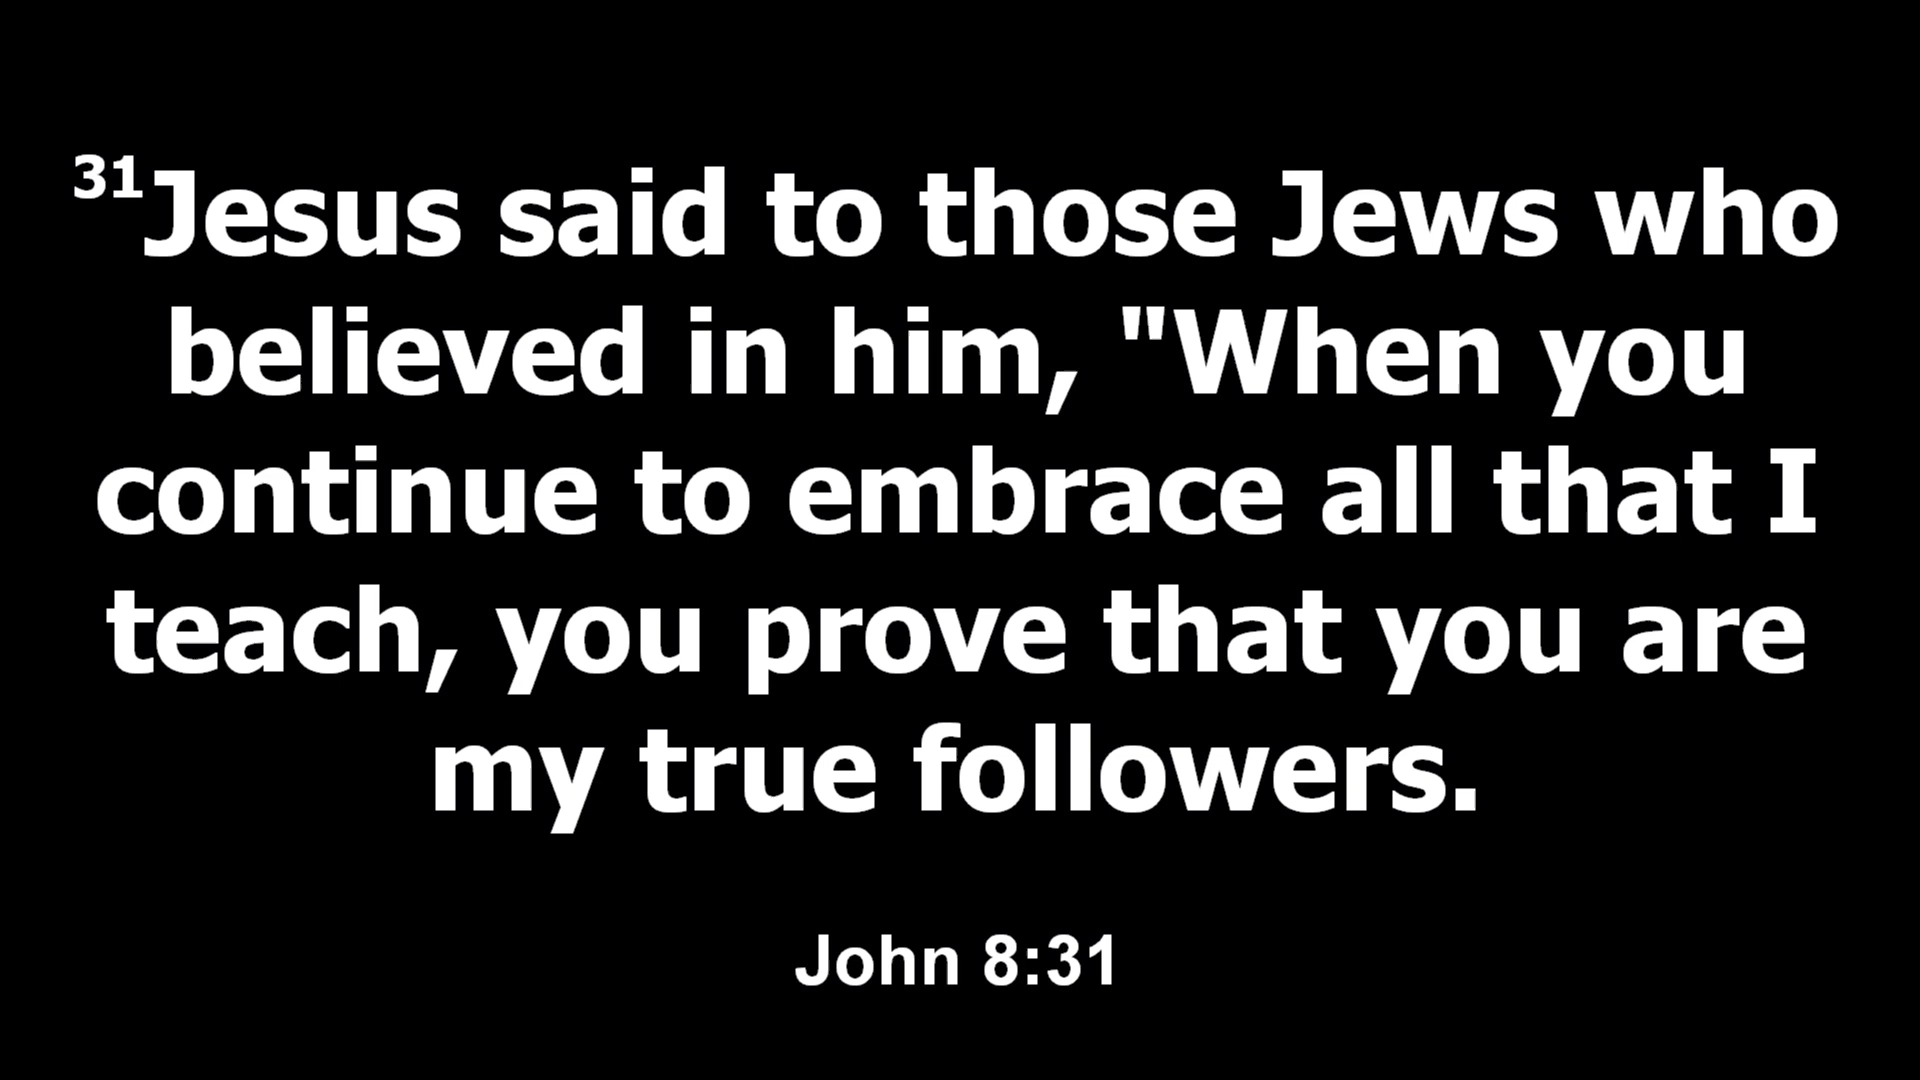 31Jesus said to those Jews who
believed in him, "When you
continue to embrace all that I
teach, you prove that you are
my true followers.
John 8:31